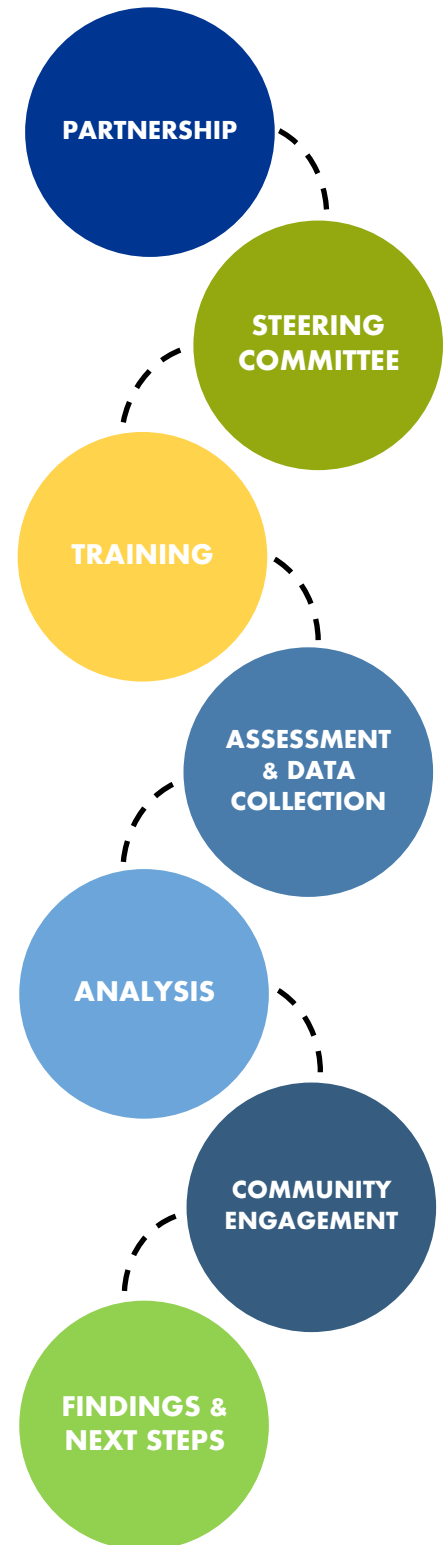 PARTNERSHIP
STEERING
COMMITTEE
TRAINING
ASSESSMENT
& DATA
COLLECTION
ANALYSIS
COMMUNITY
ENGAGEMENT
FINDINGS &
NEXT STEPS